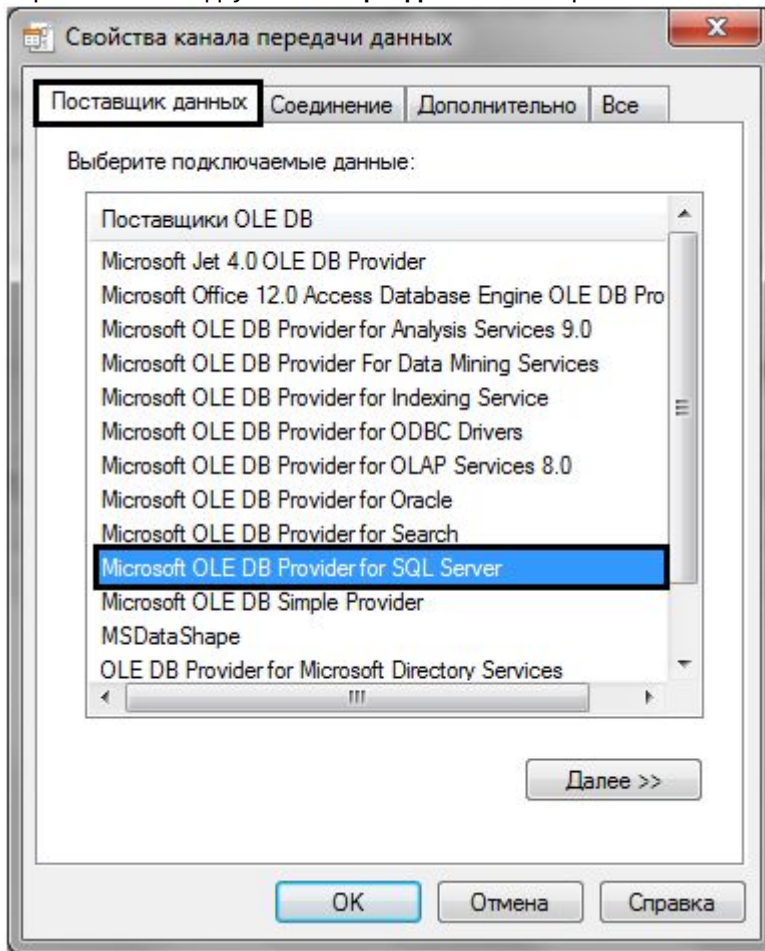 Свойства канала передачи данных
Поставщик данных Соединение Дополнительно Все
Выберите подключаемые данные:
Поставщики OLE DB
Microsoft Jet 4.0 OLE DB Provider
Microsoft Office 12.0 Access Database Engine OLE DB Pro
Microsoft OLE DB Provider for Analysis Services 9.0
Microsoft OLE DB Provider For Data Mining Services
Microsoft OLE DB Provider for Indexing Service
Microsoft OLE DB Provider for ODBC Drivers
Microsoft OLE DB Provider for OLAP Services 8.0
Microsoft OLE DB Provider for Oracle
Microsoft OLE DB Provider for Search
Microsoft OLE DB Provider for SQL Server
Microsoft OLE DB Simple Provider
MSDataShape
OLE DB Provider for Microsoft Directory Services
Далее >>
ОК Отмена Справка